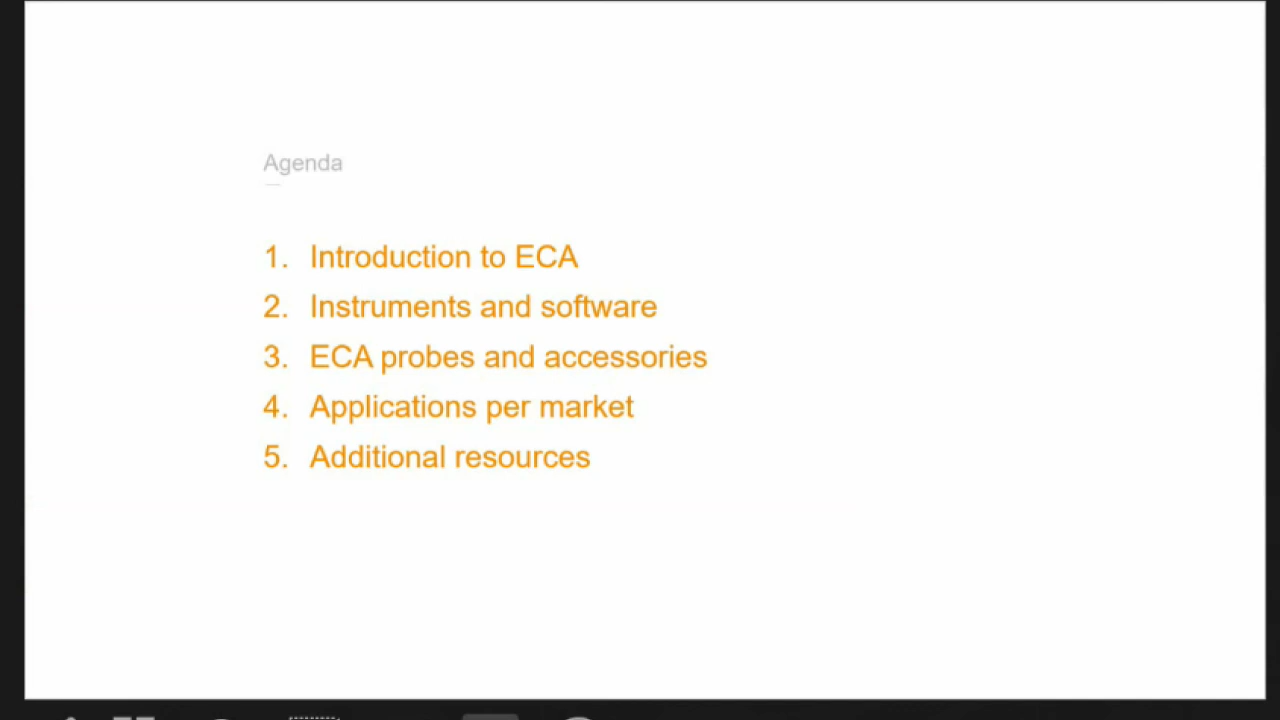 Agenda
1. Introduction to ECA
2. Instruments and software
3. ECA probes and accessories
4. Applications per market
5. Additional resources